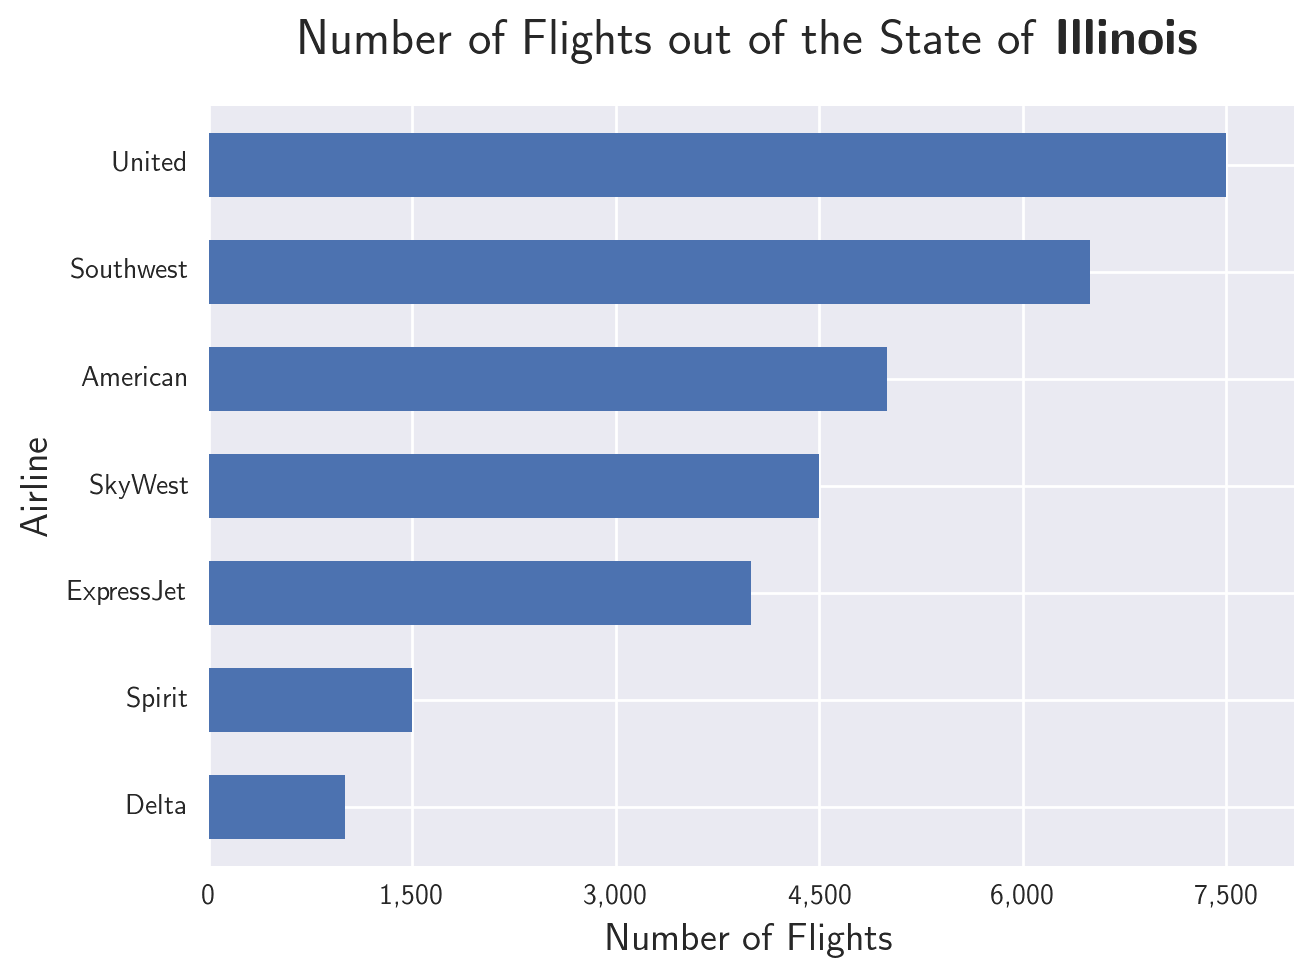 Number of Flights out of the State of Illinois
United
Southwest
American
SkyWest
ExpressJet
Spirit
Delta
Airline
0 1,500 3,000 4,500 6,000 7,500
Number of Flights